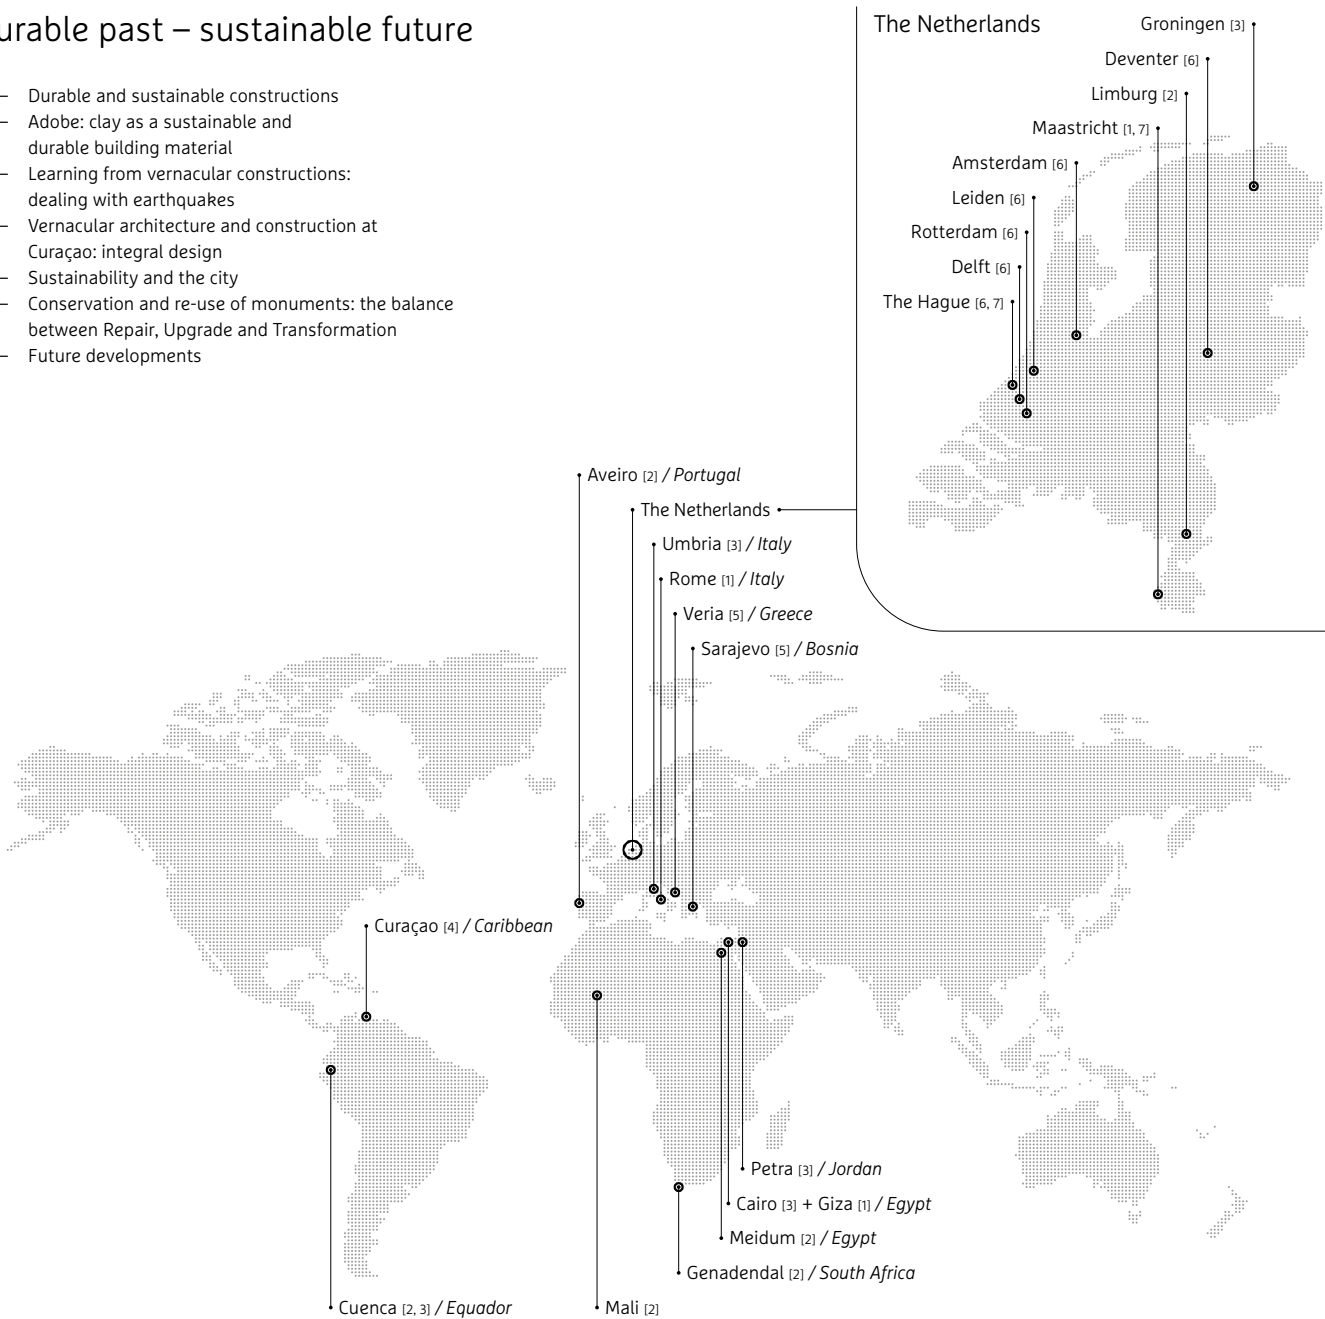 urable past – sustainable future
– Durable and sustainable constructions
– Adobe: clay as a sustainable and
durable building material
– Learning from vernacular constructions:
dealing with earthquakes
– Vernacular architecture and construction at
Curaçao: integral design
– Sustainability and the city
– Conservation and re-use of monuments: the balance
between Repair, Upgrade and Transformation
– Future developments
The Netherlands
Groningen [3]
Deventer [6]
Limburg [2]
Maastricht [1, 7]
Amsterdam [6]
Leiden [6]
Rotterdam [6]
Delft [6]
The Hague [6, 7]
Aveiro [2] / Portugal
The Netherlands
Umbria [3] / Italy
Rome [1] / Italy
Veria [5] / Greece
Sarajevo [5] / Bosnia
Curaçao [4] / Caribbean
Petra [3] / Jordan
Cairo [3] + Giza [1] / Egypt
Meidum [2] / Egypt
Genadendal [2] / South Africa
Cuenca [2, 3] / Equador
Mali [2]